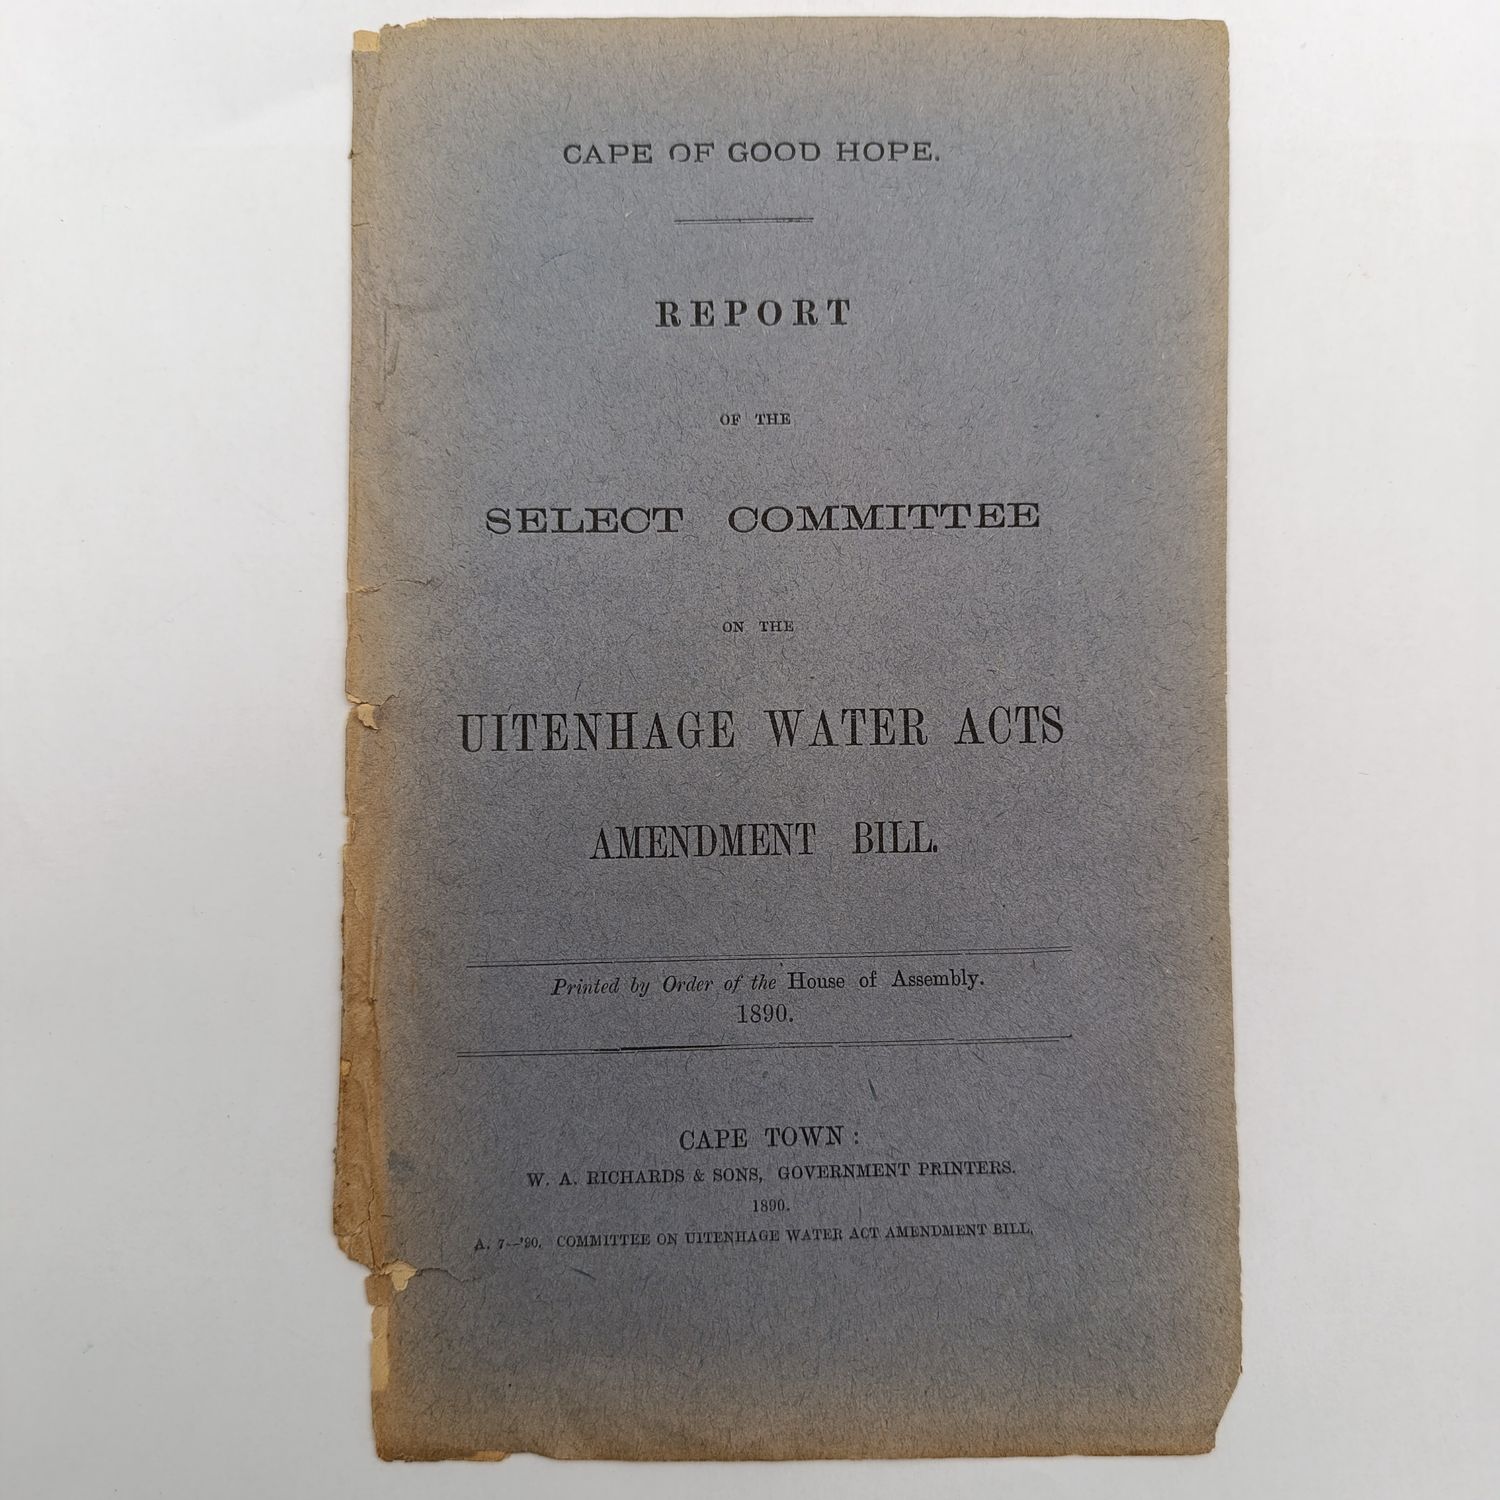 CAPE OF GOOD HOPE.
REPORT
OF THE
SELECT COMMITTEE
ON THE
UITENHAGE WATER ACTS
AMENDMENT BILL.
Printed by Order of the House of Assembly.
1890.
CAPE TOWN:
W. A. RICHARDS & SONS, GOVERNMENT PRINTERS.
1890.
A. 7—'90. COMMITTEE ON UITENHAGE WATER ACT AMENDMENT BILL.